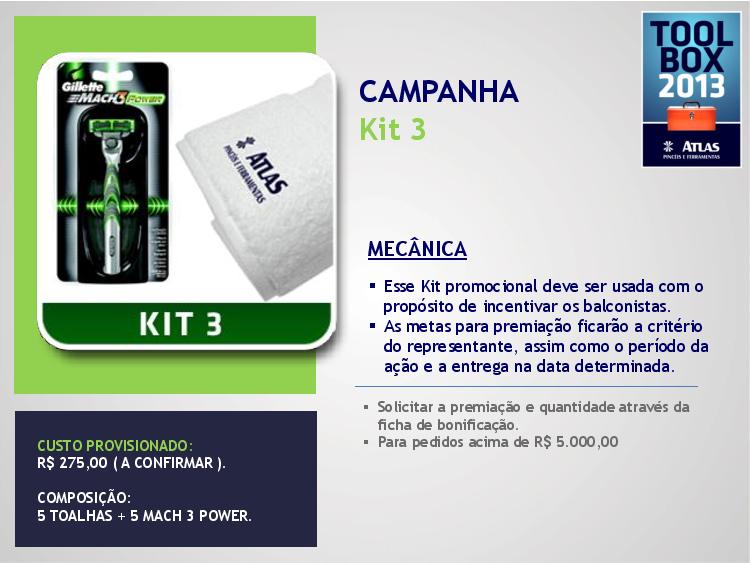 TOOL
BOX
2013
ATLAS
PINCÉIS E FERRAMENTAS
Gillette
MACH3 POWER
ATLAS
PINCÉIS E FERRAMENTAS
KIT 3
CAMPANHA
Kit 3
MECÂNICA
▪ Esse Kit promocional deve ser usada com o
propósito de incentivar os balconistas.
▪ As metas para premiação ficarão a critério
do representante, assim como o período da
ação e a entrega na data determinada.
▪ Solicitar a premiação e quantidade através da
ficha de bonificação.
▪ Para pedidos acima de R$ 5.000,00
CUSTO PROVISIONADO:
R$ 275,00 ( A CONFIRMAR ).
COMPOSIÇÃO:
5 TOALHAS + 5 MACH 3 POWER.